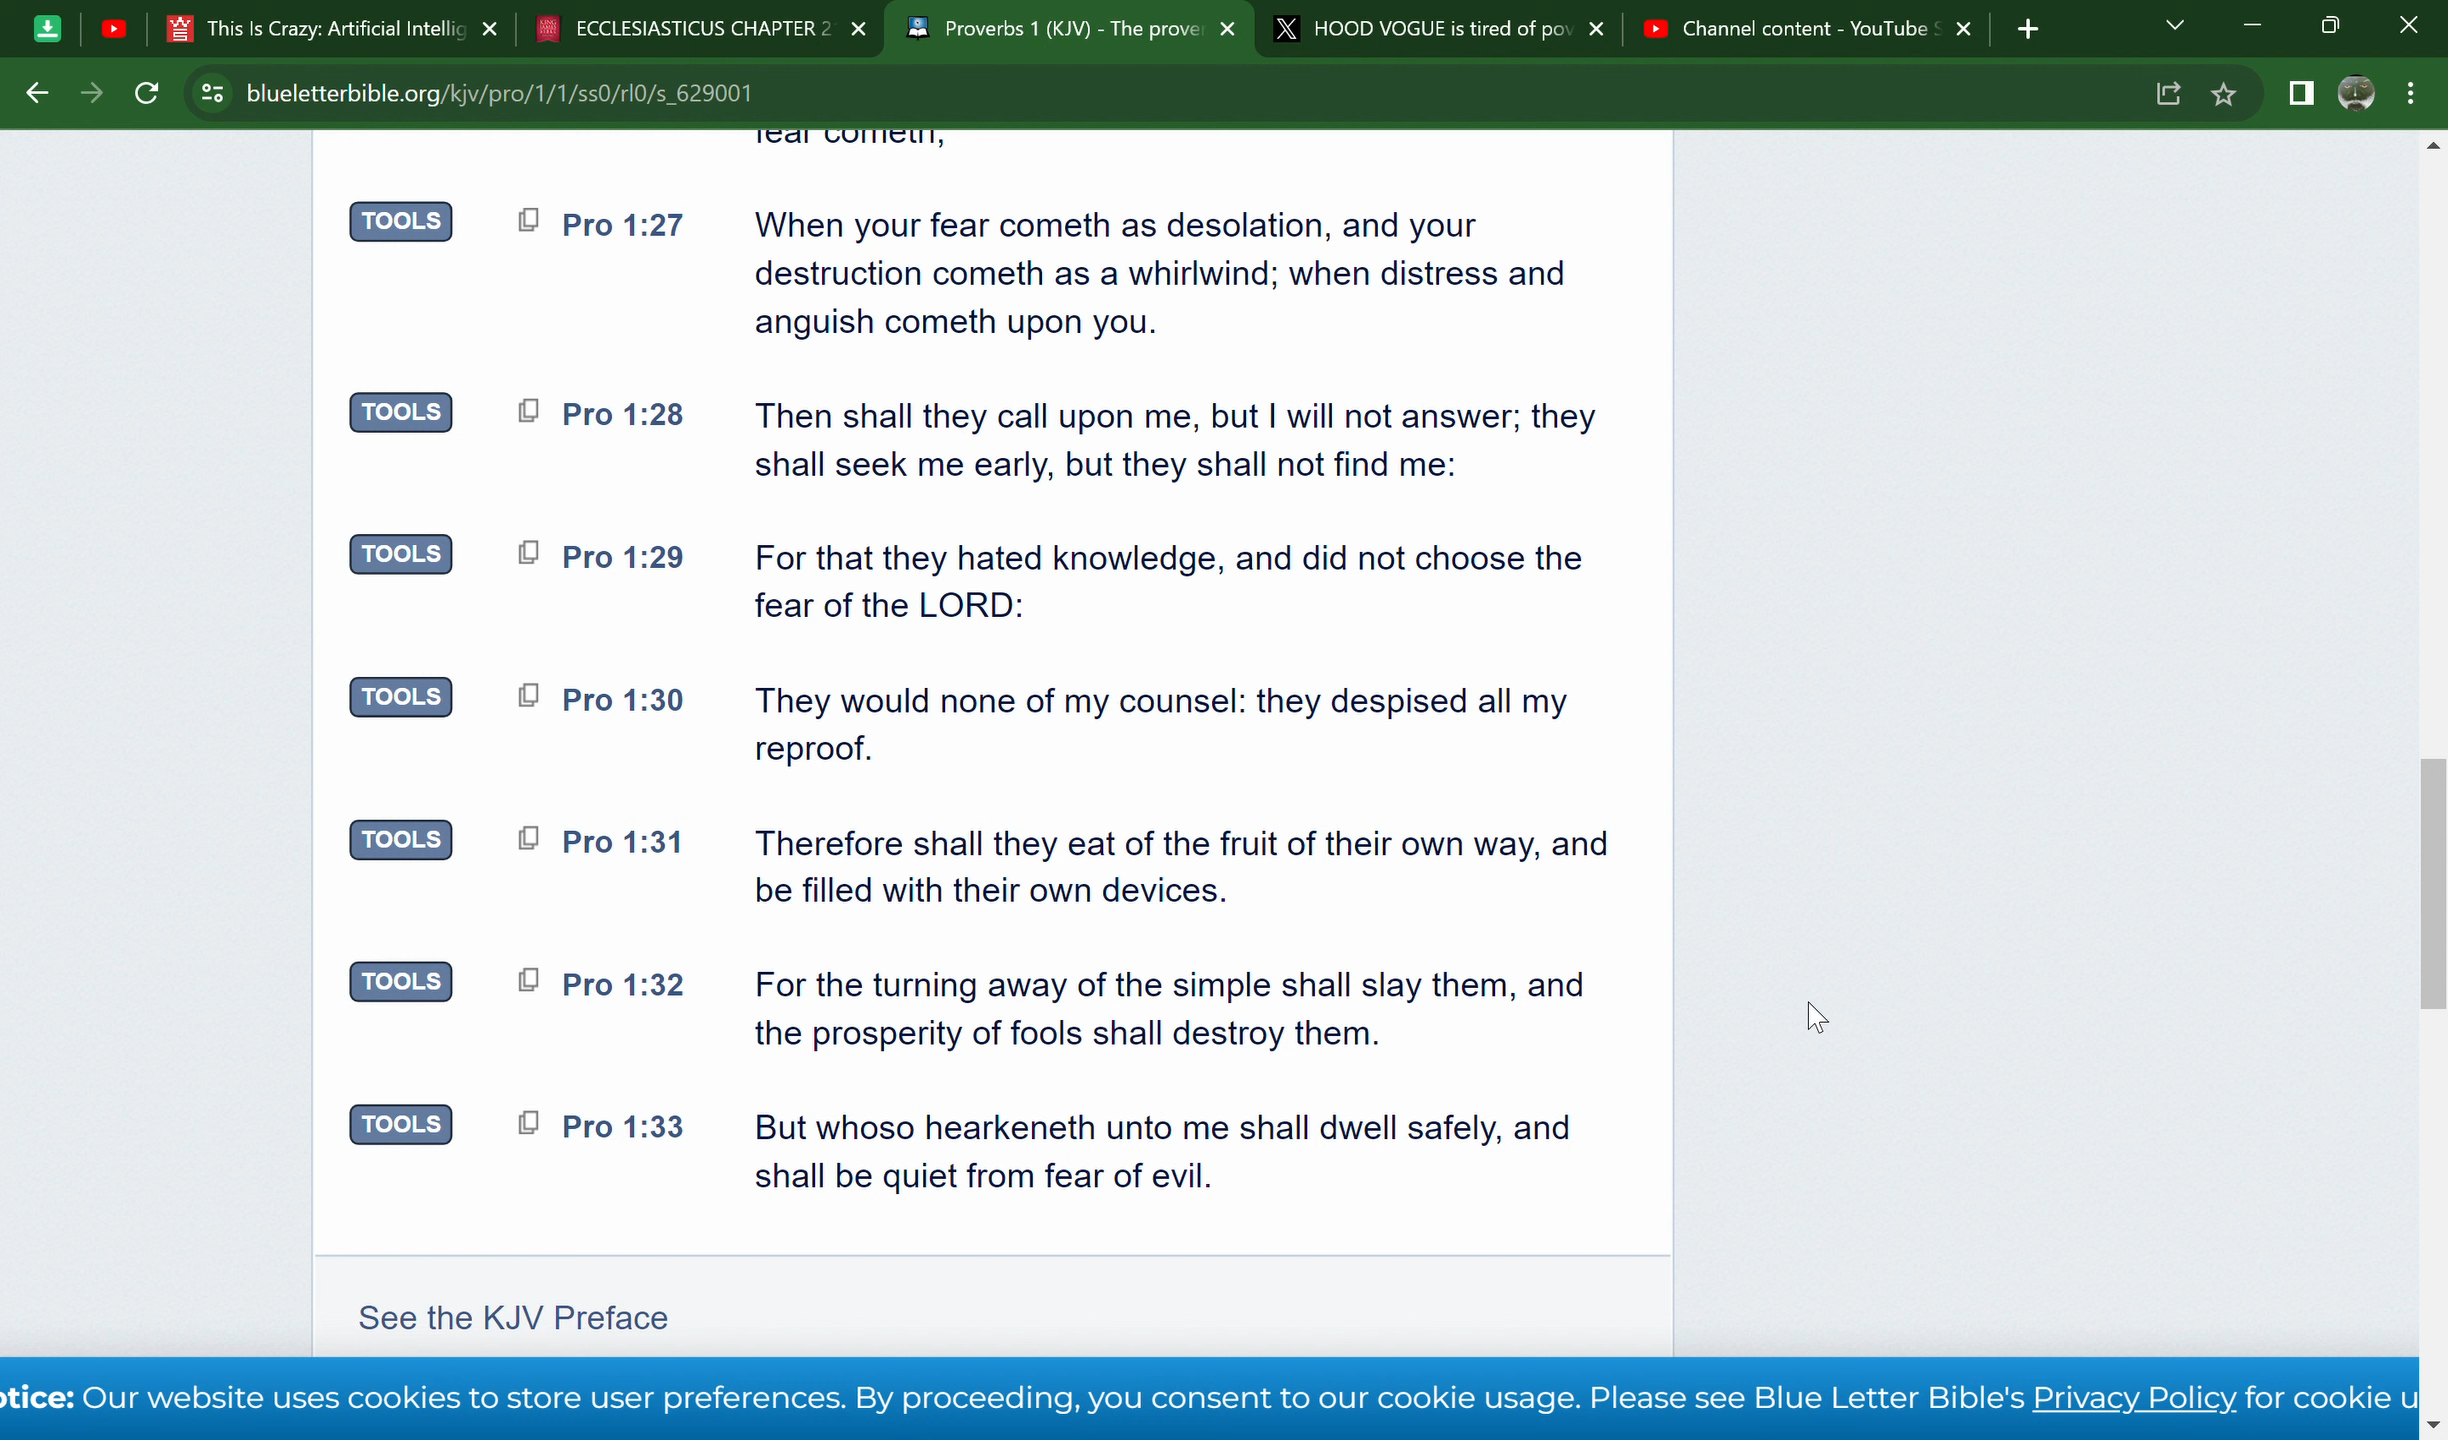 This Is Crazy: Artificial Intellig
ECCLESIASTICUS CHAPTER 2
Proverbs 1 (KJV) - The prover
HOOD VOGUE is tired of pov
Channel content - YouTube S
blueletterbible.org/kjv/pro/1/1/ss0/rl0/s_629001
fear cometh;
TOOLS Pro 1:27 When your fear cometh as desolation, and your
destruction cometh as a whirlwind; when distress and
anguish cometh upon you.
TOOLS Pro 1:28 Then shall they call upon me, but I will not answer; they
shall seek me early, but they shall not find me:
TOOLS Pro 1:29 For that they hated knowledge, and did not choose the
fear of the LORD:
TOOLS Pro 1:30 They would none of my counsel: they despised all my
reproof.
TOOLS Pro 1:31 Therefore shall they eat of the fruit of their own way, and
be filled with their own devices.
TOOLS Pro 1:32 For the turning away of the simple shall slay them, and
the prosperity of fools shall destroy them.
TOOLS Pro 1:33 But whoso hearkeneth unto me shall dwell safely, and
shall be quiet from fear of evil.
See the KJV Preface
otice: Our website uses cookies to store user preferences. By proceeding, you consent to our cookie usage. Please see Blue Letter Bible's Privacy Policy for cookie u